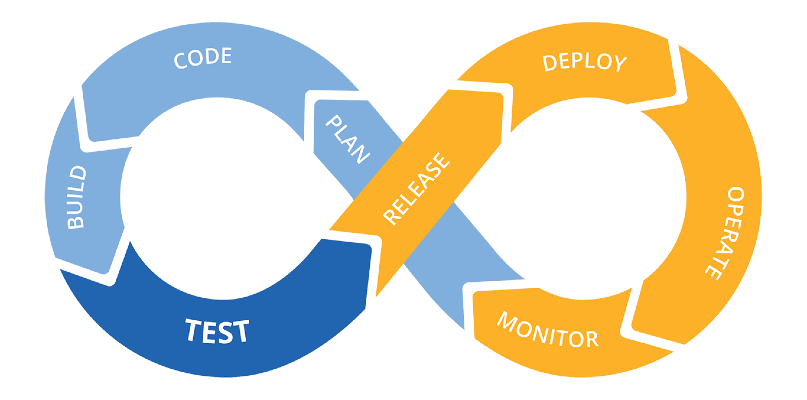 CODE
DEPLOY
PLAN
RELEASE
BUILD
OPERATE
TEST
MONITOR